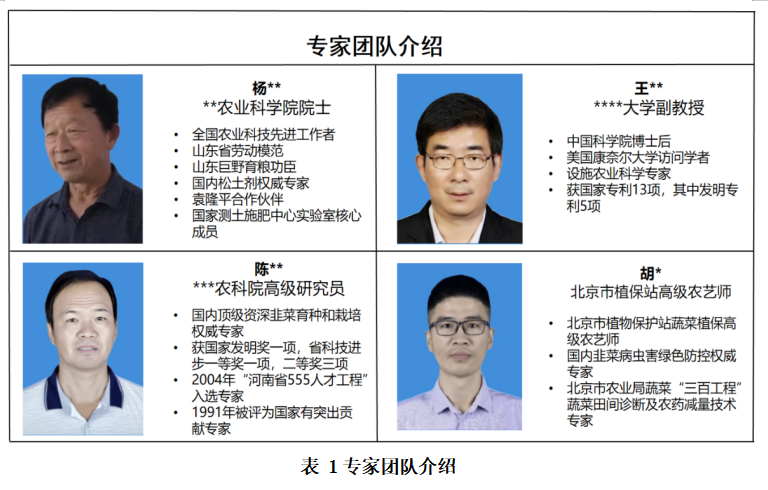 专家团队介绍
杨**
**农业科学院院士
• 全国农业科技先进工作者
• 山东省劳动模范
• 山东巨野育粮功臣
• 国内松土剂权威专家
• 袁隆平合作伙伴
• 国家测土施肥中心实验室核心
成员
王**
****大学副教授
• 中国科学院博士后
• 美国康奈尔大学访问学者
• 设施农业科学专家
• 获国家专利13项，其中发明专
利5项
陈**
***农科院高级研究员
• 国内顶级资深韭菜育种和栽培
权威专家
• 获国家发明奖一项，省科技进
步一等奖一项，二等奖三项
• 2004年“河南省555人才工程”
入选专家
• 1991年被评为国家有突出贡
献专家
胡*
北京市植保站高级农艺师
• 北京市植物保护站蔬菜植保高
级农艺师
• 国内韭菜病虫害绿色防控权威
专家
• 北京市农业局蔬菜“三百工程”
蔬菜田间诊断及农药减量技术
专家
表 1专家团队介绍